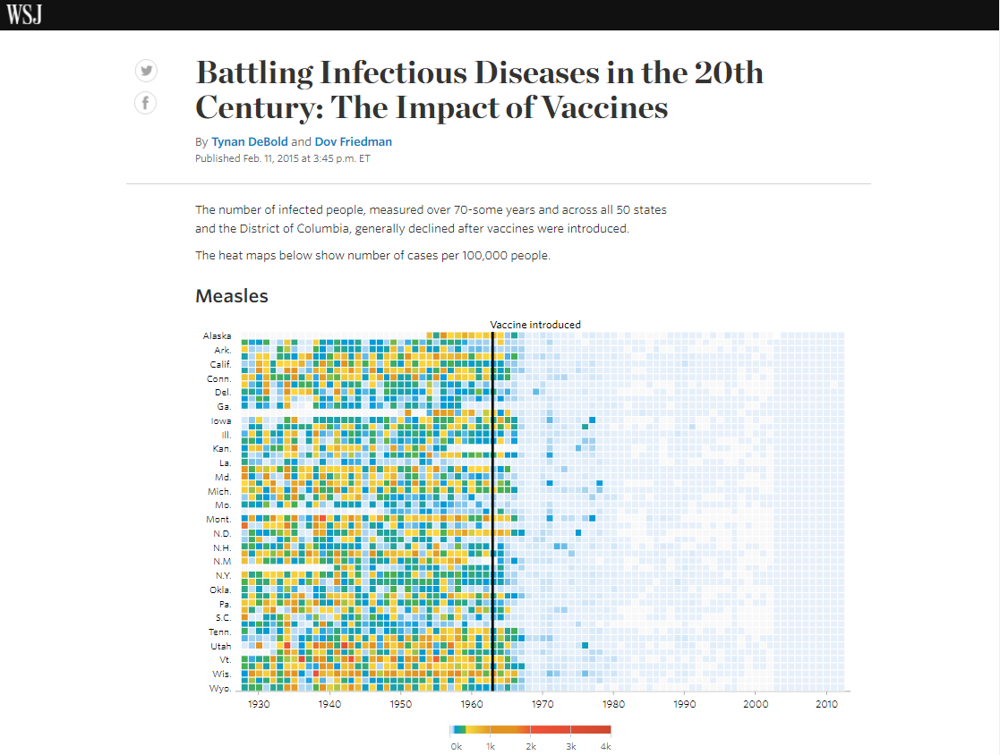 WSJ
Battling Infectious Diseases in the 20th
Century: The Impact of Vaccines
By Tynan DeBold and Dov Friedman
Published Feb. 11, 2015 at 3:45 p.m. ET
The number of infected people, measured over 70-some years and across all 50 states
and the District of Columbia, generally declined after vaccines were introduced.
The heat maps below show number of cases per 100,000 people.
Measles
Vaccine introduced
Alaska
Ark.
Calif.
Conn.
Del.
Ga.
Iowa
Ill.
Kan.
La.
Md.
Mich.
Mo.
Mont.
N.D.
N.H.
N.M
N.Y.
Okla.
Pa.
S.C.
Tenn.
Utah
Vt.
Wis.
Wyo.
1930 1940 1950 1960 1970 1980 1990 2000 2010
0k 1k 2k 3k 4k